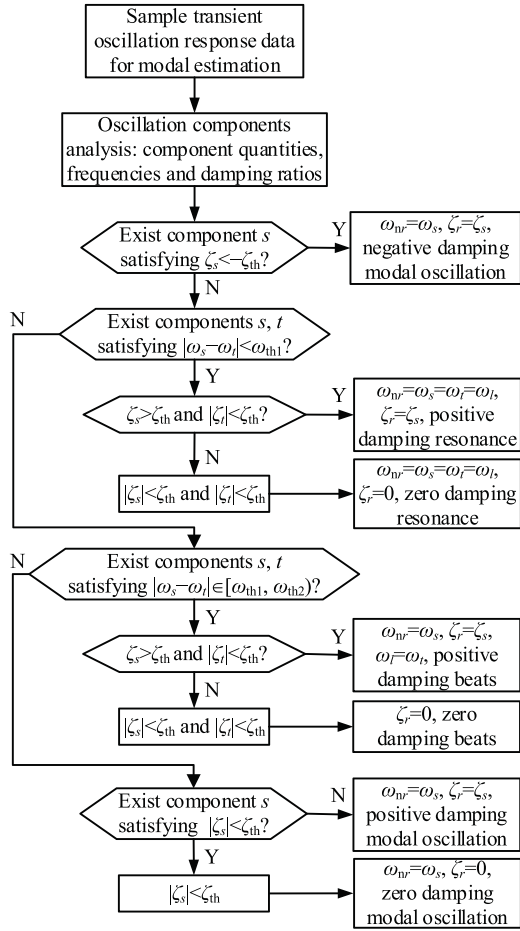 Sample transient
oscillation response data
for modal estimation
Oscillation components
analysis: component quantities,
frequencies and damping ratios
Exist component s
satisfying ζs<−ζth?
Y
ωnr=ωs, ζr=ζs,
negative damping
modal oscillation
N
N
Exist components s, t
satisfying |ωs−ωt|<ωth1?
Y
ζs>ζth and |ζt|<ζth?
Y
ωnr=ωs=ωt=ωl,
ζr=ζs, positive
damping resonance
N
|ζs|<ζth and |ζt|<ζth
ωnr=ωs=ωt=ωl,
ζr=0, zero damping
resonance
N
Exist components s, t
satisfying |ωs−ωt|∈[ωth1, ωth2)?
Y
ζs>ζth and |ζt|<ζth?
Y
ωnr=ωs, ζr=ζs,
ωl=ωt, positive
damping beats
N
|ζs|<ζth and |ζt|<ζth
ζr=0, zero
damping beats
Exist component s
satisfying |ζs|<ζth?
N
ωnr=ωs, ζr=ζs,
positive damping
modal oscillation
Y
|ζs|<ζth
ωnr=ωs, ζr=0,
zero damping
modal oscillation